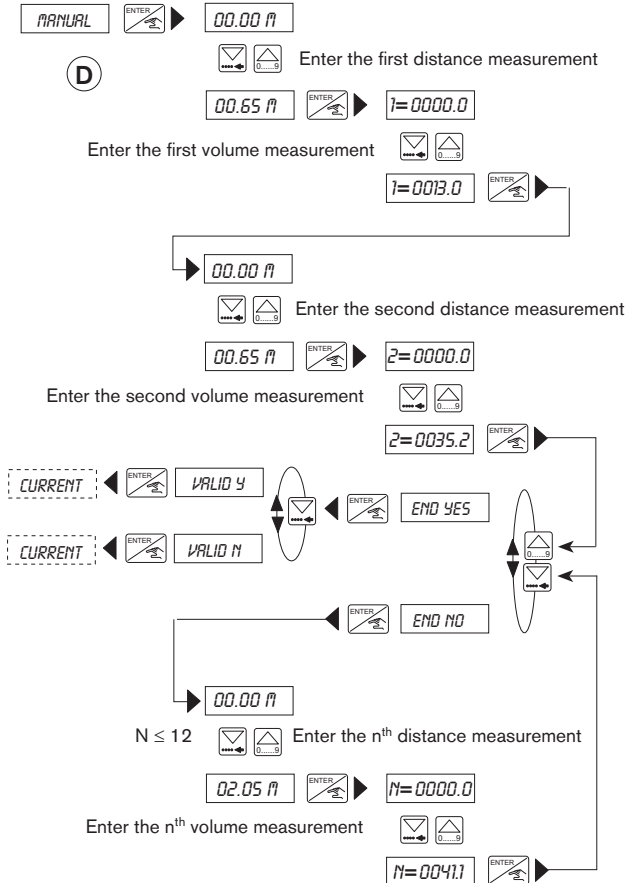 MANUAL ENTER 00.00 M
D
0......9 Enter the first distance measurement
00.65 M ENTER 1=0000.0
Enter the first volume measurement 0......9
1=0013.0 ENTER
00.00 M
0......9 Enter the second distance measurement
00.65 M ENTER 2=0000.0
Enter the second volume measurement 0......9
2=0035.2 ENTER
CURRENT ENTER VALID Y ENTER END YES
0......9
CURRENT ENTER VALID N
ENTER END NO
00.00 M
N ≤ 12 0......9 Enter the nth distance measurement
02.05 M ENTER N=0000.0
Enter the nth volume measurement 0......9
N=0041.1 ENTER